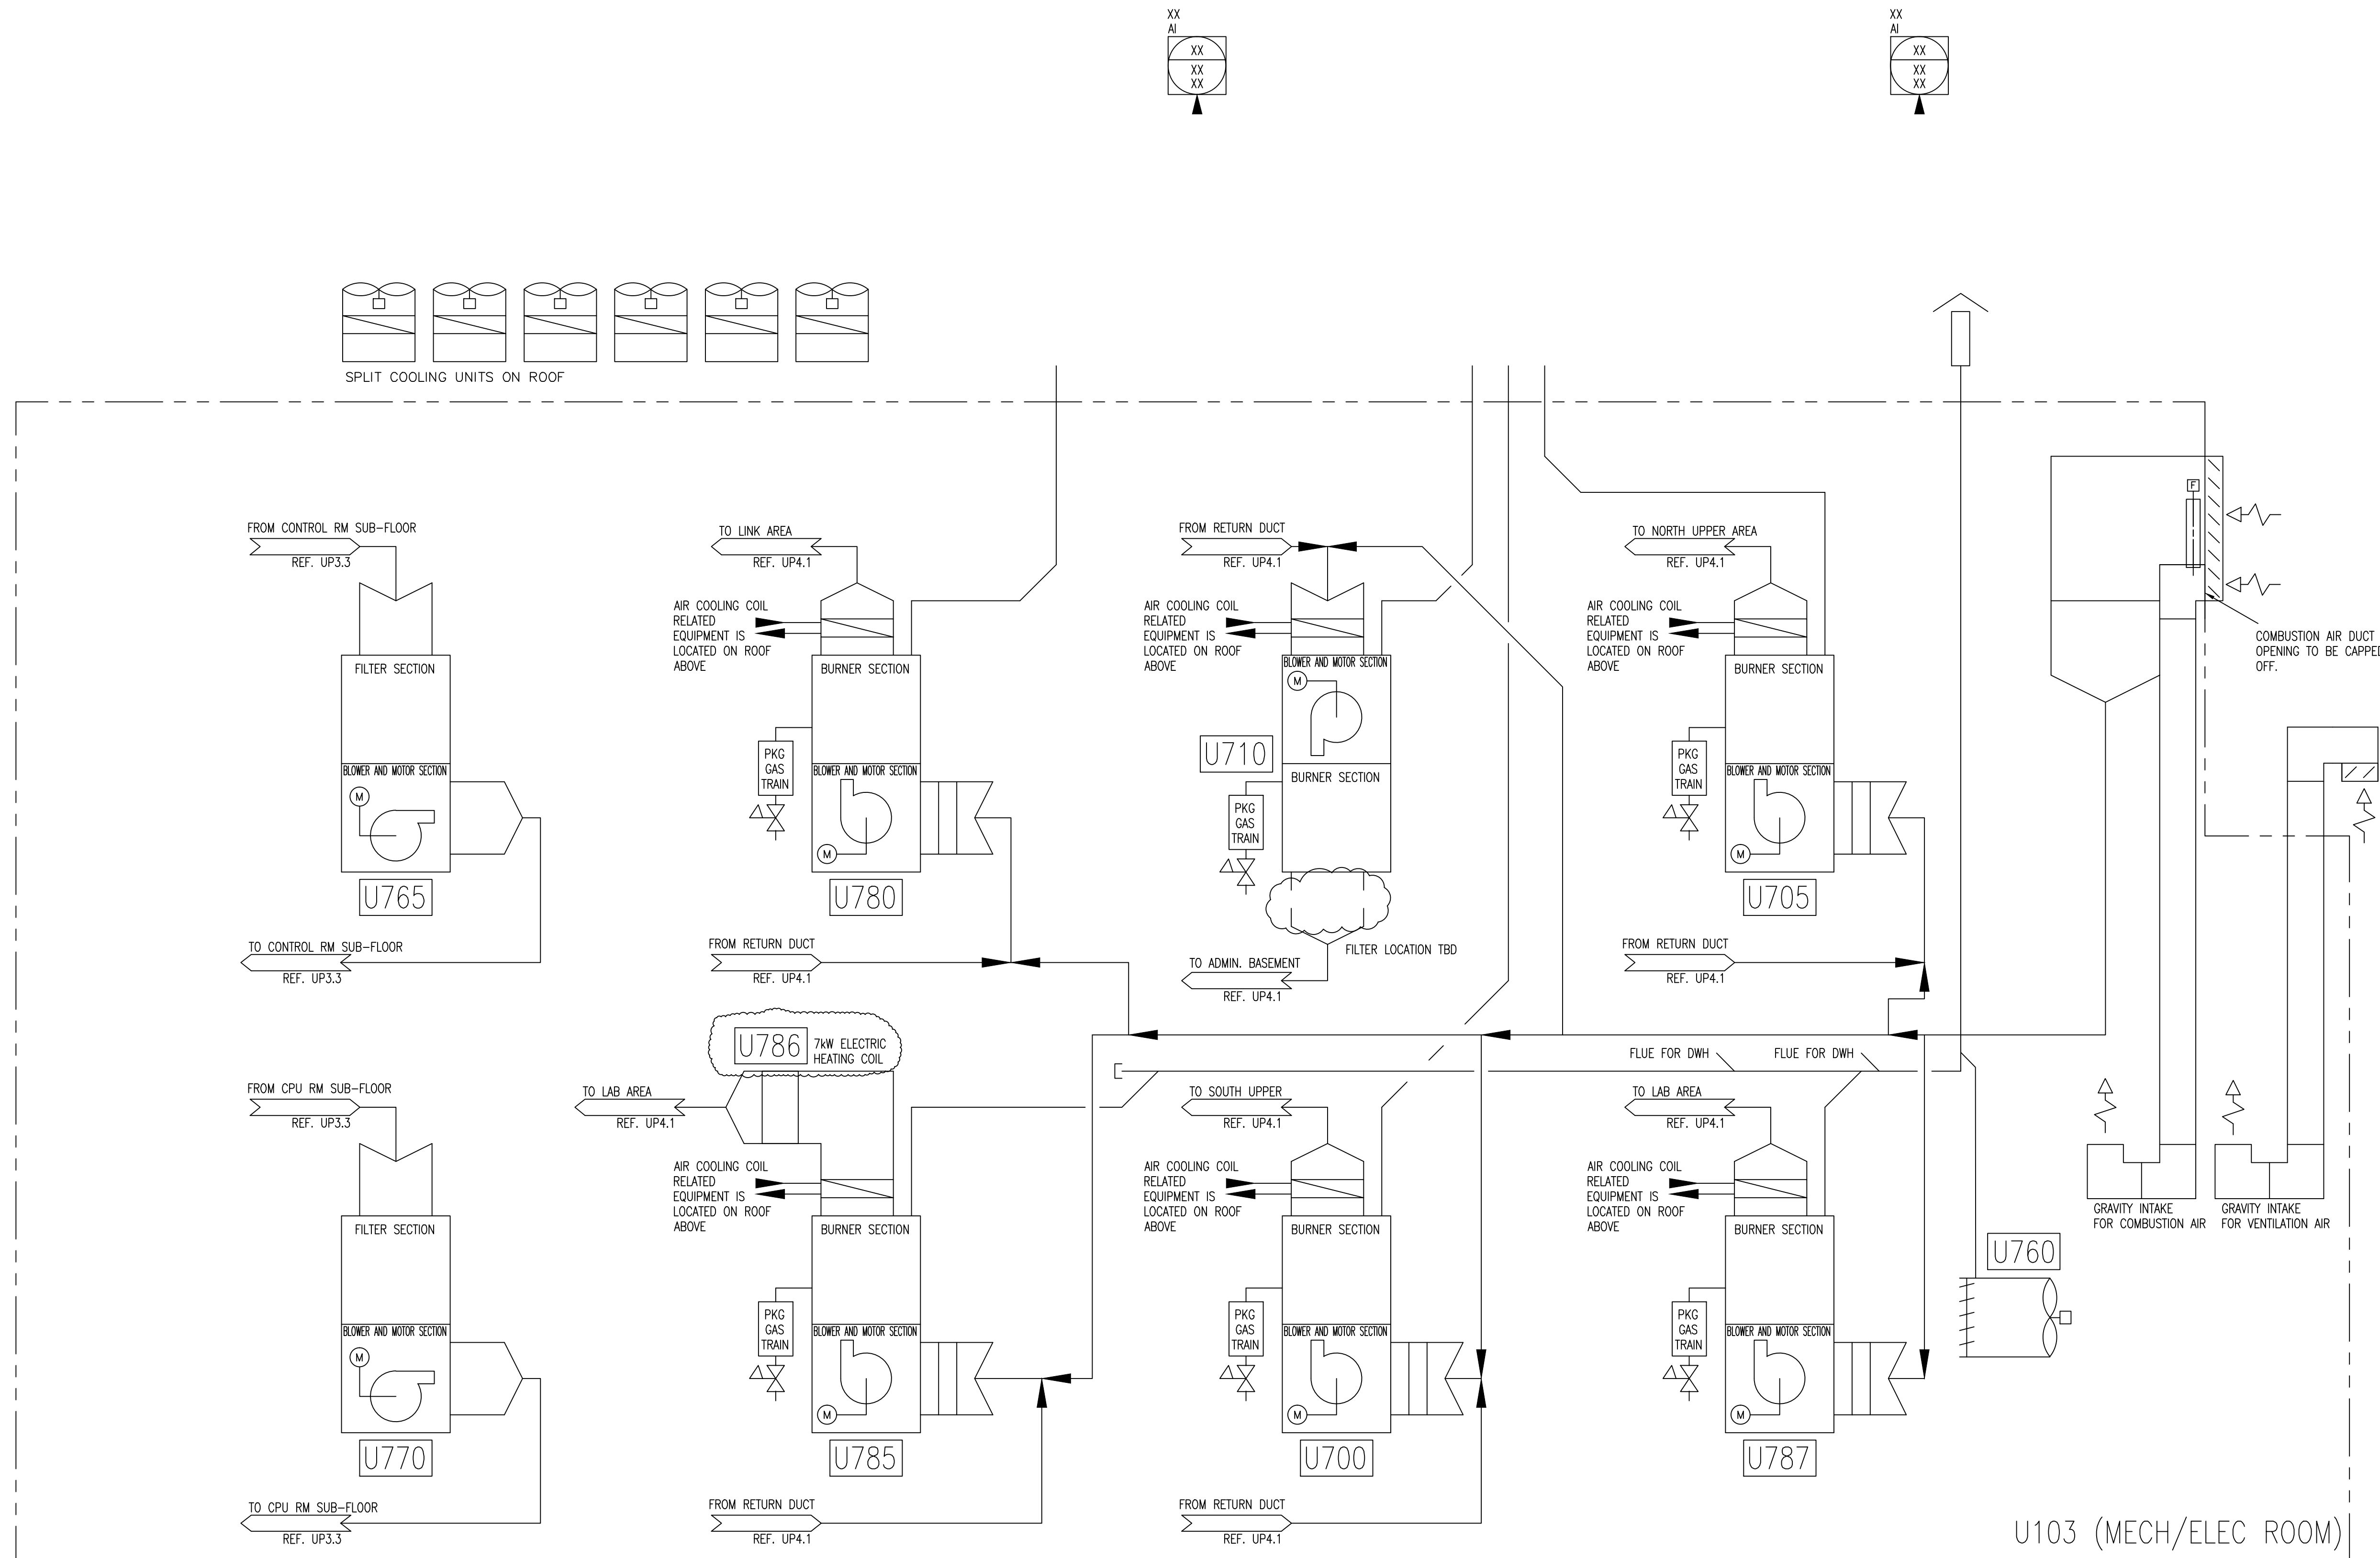 XX
AI
XX
XX
XX
XX
AI
XX
XX
XX
SPLIT COOLING UNITS ON ROOF
FROM CONTROL RM SUB-FLOOR
REF. UP3.3
FILTER SECTION
BLOWER AND MOTOR SECTION
M
U765
TO CONTROL RM SUB-FLOOR
REF. UP3.3
TO LINK AREA
REF. UP4.1
AIR COOLING COIL
RELATED
EQUIPMENT IS
LOCATED ON ROOF
ABOVE
BURNER SECTION
PKG
GAS
TRAIN
BLOWER AND MOTOR SECTION
M
U780
FROM RETURN DUCT
REF. UP4.1
FROM RETURN DUCT
REF. UP4.1
AIR COOLING COIL
RELATED
EQUIPMENT IS
LOCATED ON ROOF
ABOVE
BLOWER AND MOTOR SECTION
M
U710
BURNER SECTION
PKG
GAS
TRAIN
FILTER LOCATION TBD
TO ADMIN. BASEMENT
REF. UP4.1
TO NORTH UPPER AREA
REF. UP4.1
AIR COOLING COIL
RELATED
EQUIPMENT IS
LOCATED ON ROOF
ABOVE
BURNER SECTION
PKG
GAS
TRAIN
BLOWER AND MOTOR SECTION
M
U705
FROM RETURN DUCT
REF. UP4.1
F
COMBUSTION AIR DUCT
OPENING TO BE CAPPED
OFF.
FROM CPU RM SUB-FLOOR
REF. UP3.3
FILTER SECTION
BLOWER AND MOTOR SECTION
M
U770
TO CPU RM SUB-FLOOR
REF. UP3.3
U786
7kW ELECTRIC
HEATING COIL
TO LAB AREA
REF. UP4.1
AIR COOLING COIL
RELATED
EQUIPMENT IS
LOCATED ON ROOF
ABOVE
BURNER SECTION
PKG
GAS
TRAIN
BLOWER AND MOTOR SECTION
M
U785
FROM RETURN DUCT
REF. UP4.1
TO SOUTH UPPER
REF. UP4.1
AIR COOLING COIL
RELATED
EQUIPMENT IS
LOCATED ON ROOF
ABOVE
BURNER SECTION
PKG
GAS
TRAIN
BLOWER AND MOTOR SECTION
M
U700
FROM RETURN DUCT
REF. UP4.1
FLUE FOR DWH
FLUE FOR DWH
TO LAB AREA
REF. UP4.1
AIR COOLING COIL
RELATED
EQUIPMENT IS
LOCATED ON ROOF
ABOVE
BURNER SECTION
PKG
GAS
TRAIN
BLOWER AND MOTOR SECTION
M
U787
GRAVITY INTAKE
FOR COMBUSTION AIR
GRAVITY INTAKE
FOR VENTILATION AIR
U760
U103 (MECH/ELEC ROOM)